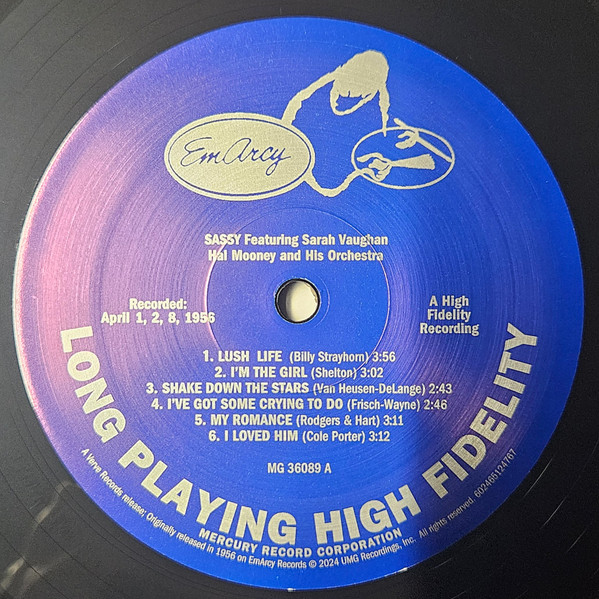 EmArcy
SASSY Featuring Sarah Vaughan
Hal Mooney and His Orchestra
Recorded:
April 1, 2, 8, 1956
A High
Fidelity
Recording
1. LUSH LIFE (Billy Strayhorn) 3:56
2. I'M THE GIRL (Shelton) 3:02
3. SHAKE DOWN THE STARS (Van Heusen-DeLange) 2:43
4. I'VE GOT SOME CRYING TO DO (Frisch-Wayne) 2:46
5. MY ROMANCE (Rodgers & Hart) 3:11
6. I LOVED HIM (Cole Porter) 3:12
MG 36089 A
LONG PLAYING HIGH FIDELITY
MERCURY RECORD CORPORATION
A Verve Records release; Originally released in 1956 on EmArcy Records © 2024 UMG Recordings, Inc. All rights reserved. 602465124767